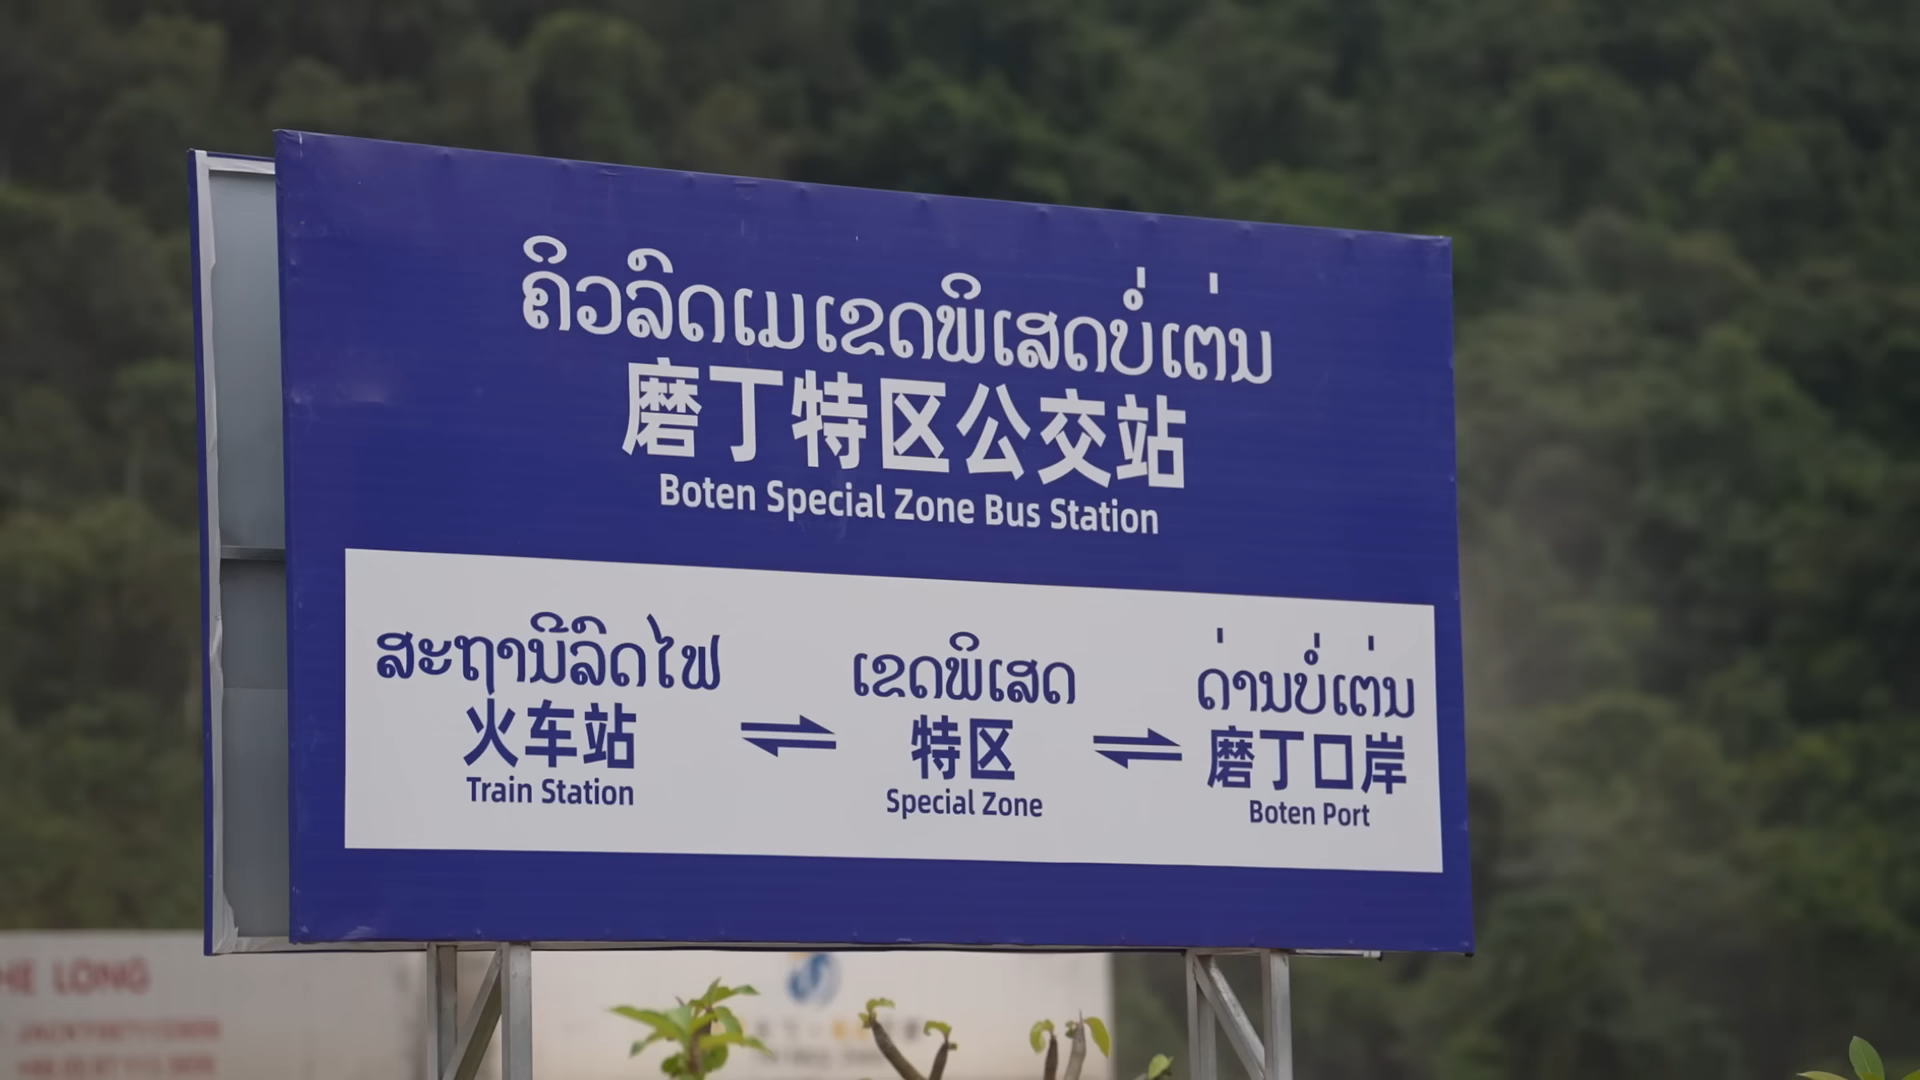 ຄິວລົດເມເຂດພິເສດບໍ່ເຕ່ນ
磨丁特区公交站
Boten Special Zone Bus Station
ສະຖານີລົດໄຟ
火车站
Train Station
ເຂດພິເສດ
特区
Special Zone
ດ່ານບໍ່ເຕ່ນ
磨丁口岸
Boten Port
HE LONG